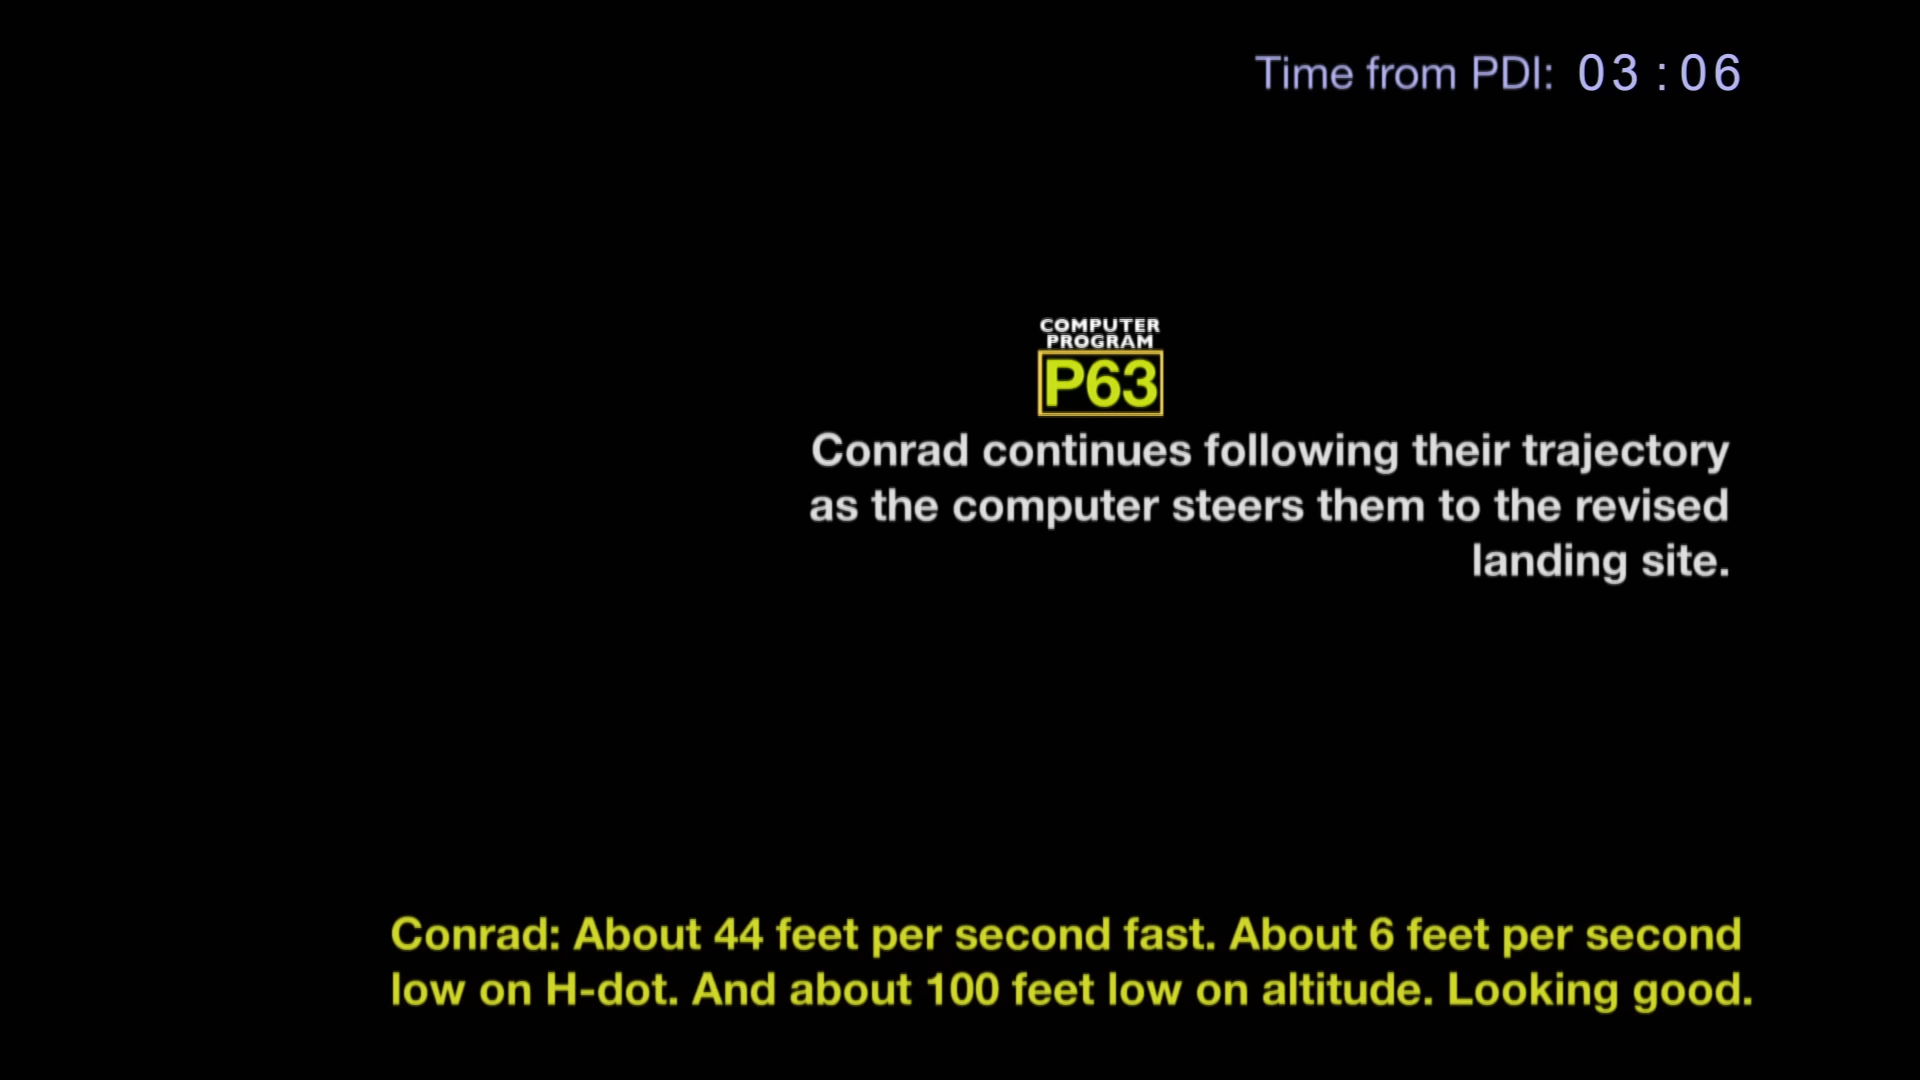 Time from PDI: 03:06
COMPUTER
PROGRAM
P63
Conrad continues following their trajectory
as the computer steers them to the revised
landing site.
Conrad: About 44 feet per second fast. About 6 feet per second
low on H-dot. And about 100 feet low on altitude. Looking good.